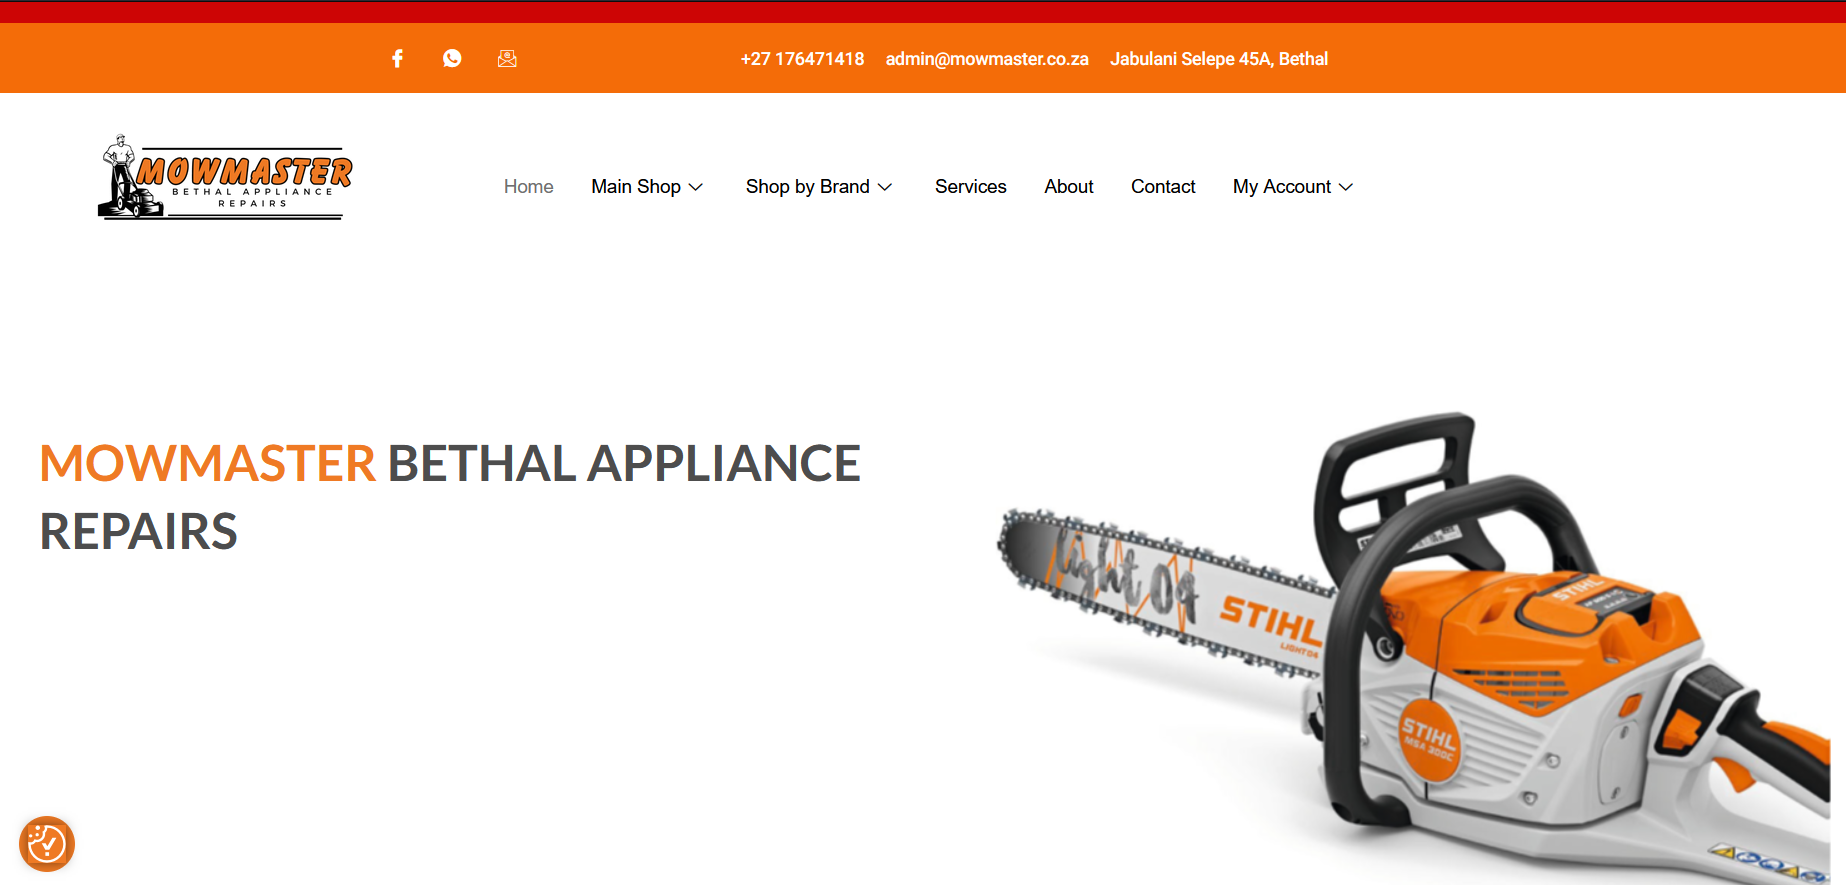 +27 176471418 admin@mowmaster.co.za Jabulani Selepe 45A, Bethal
MOWMASTER
BETHAL APPLIANCE
REPAIRS
Home Main Shop Shop by Brand Services About Contact My Account
MOWMASTER BETHAL APPLIANCE
REPAIRS
light 04
STIHL
LIGHT 04
STIHL
STIHL
MSA 300C